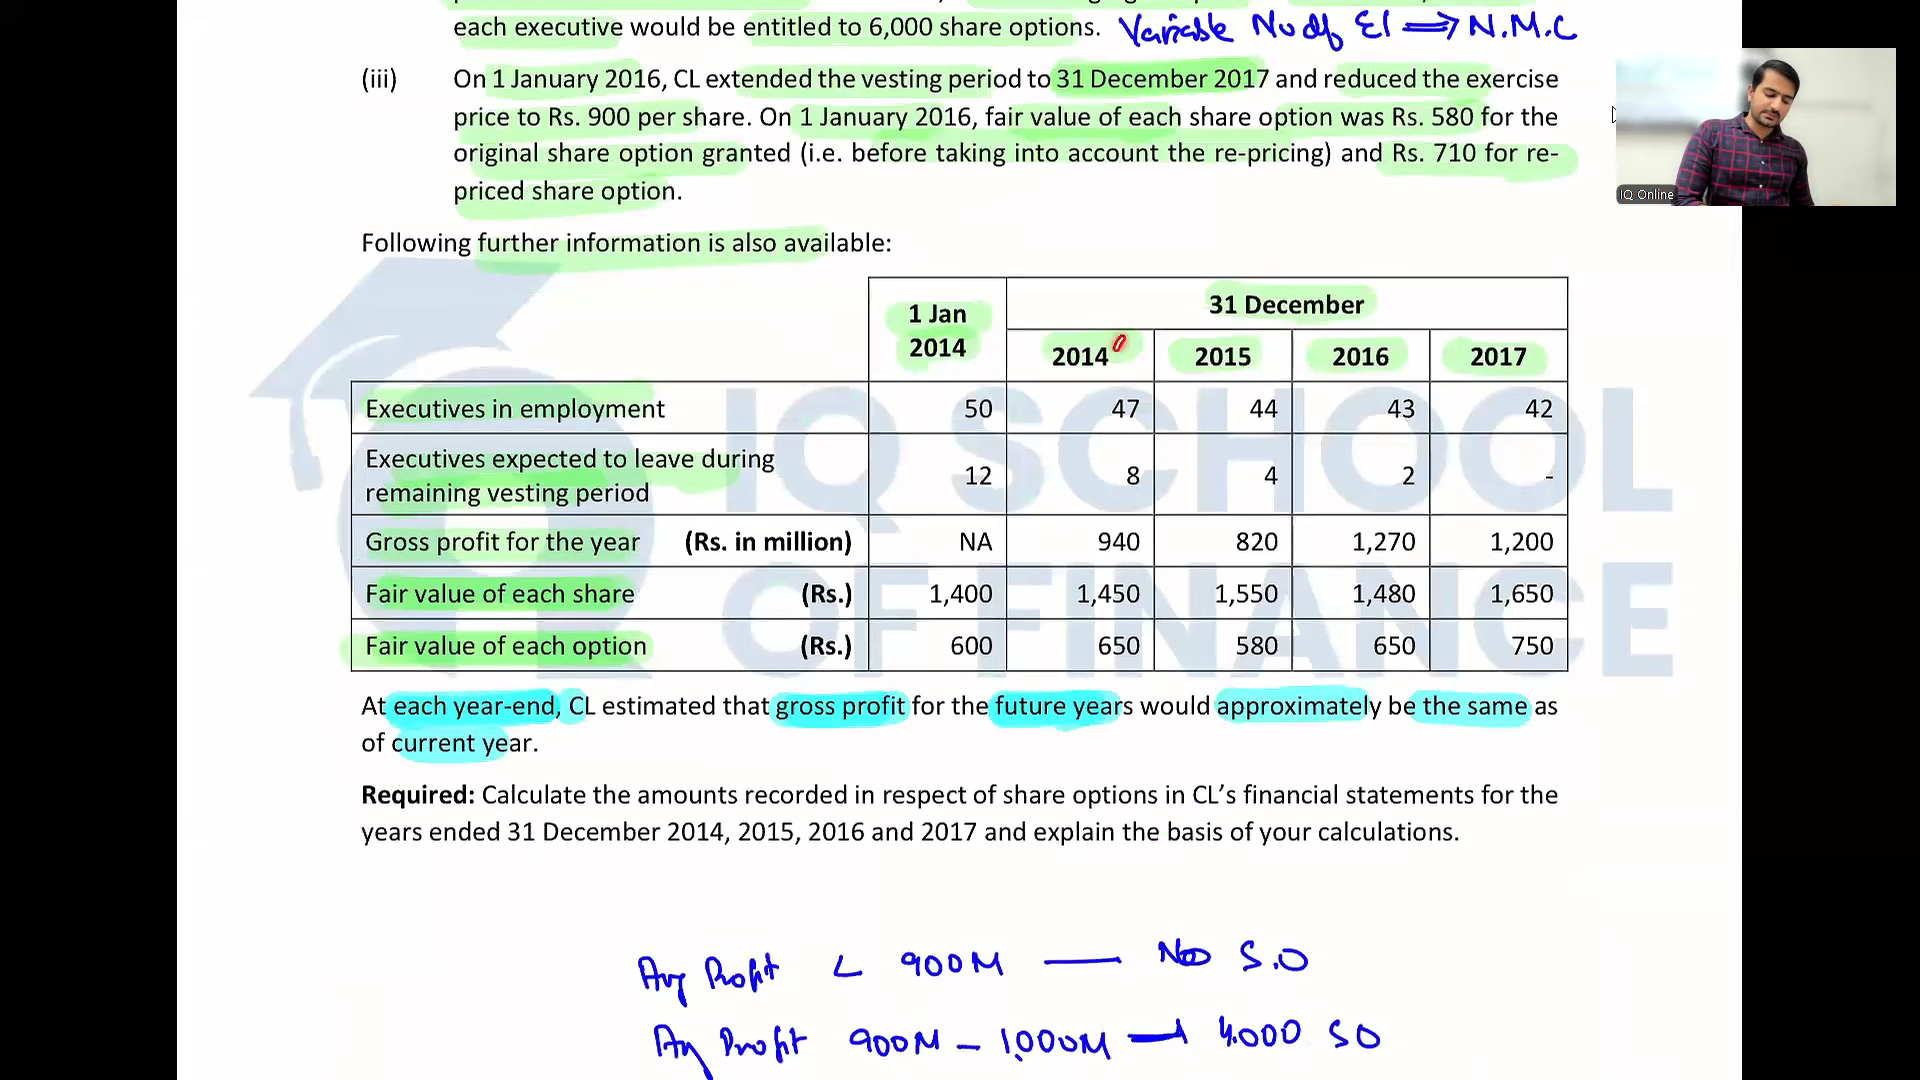 each executive would be entitled to 6,000 share options. Variable No of EI ⇒ N.M.C
(iii) On 1 January 2016, CL extended the vesting period to 31 December 2017 and reduced the exercise
price to Rs. 900 per share. On 1 January 2016, fair value of each share option was Rs. 580 for the
original share option granted (i.e. before taking into account the re-pricing) and Rs. 710 for re-
priced share option.
IQ Online
Following further information is also available:
1 Jan 2014 31 December
2014 2015 2016 2017
Executives in employment 50 47 44 43 42
Executives expected to leave during
remaining vesting period 12 8 4 2 -
Gross profit for the year (Rs. in million) NA 940 820 1,270 1,200
Fair value of each share (Rs.) 1,400 1,450 1,550 1,480 1,650
Fair value of each option (Rs.) 600 650 580 650 750
IQ SCHOOL
OF FINANCE
At each year-end, CL estimated that gross profit for the future years would approximately be the same as
of current year.
Required: Calculate the amounts recorded in respect of share options in CL’s financial statements for the
years ended 31 December 2014, 2015, 2016 and 2017 and explain the basis of your calculations.
Avg Profit < 900M — No S.O
Avg Profit 900M – 1,000M → 4,000 SO